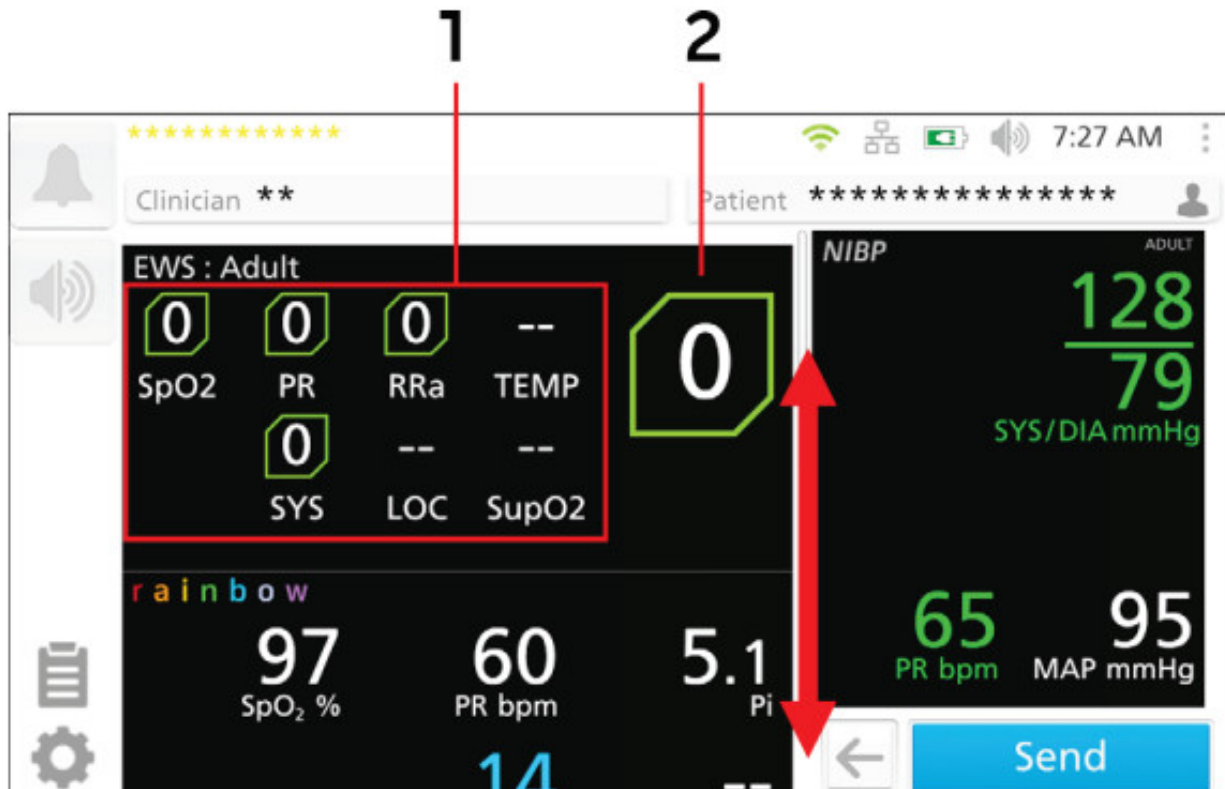 1 2
************
7:27 AM
Clinician **
Patient ***************
EWS : Adult
0 0 0 --
SpO2 PR RRa TEMP
0 -- --
SYS LOC SupO2
0
NIBP ADULT
128
79
SYS/DIA mmHg
65 95
PR bpm MAP mmHg
rainbow
97 60 5.1
SpO₂ % PR bpm Pi
14 --
Send